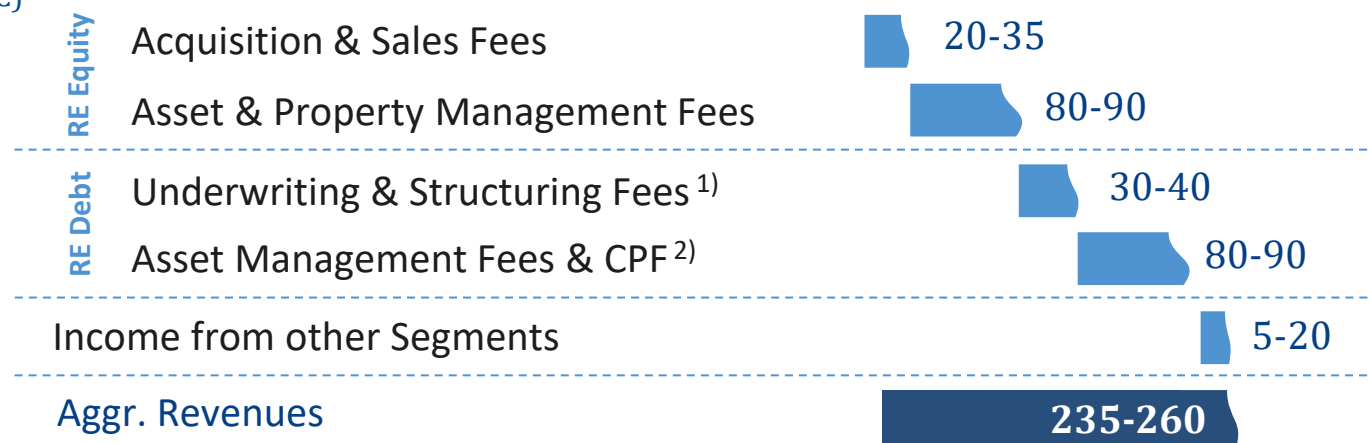 RE Equity
Acquisition & Sales Fees 20-35
Asset & Property Management Fees 80-90
RE Debt
Underwriting & Structuring Fees 1) 30-40
Asset Management Fees & CPF 2) 80-90
Income from other Segments 5-20
Aggr. Revenues 235-260